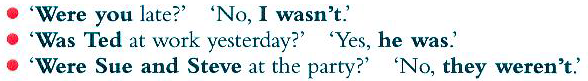 • ‘Were you late?’ ‘No, I wasn’t.’
• ‘Was Ted at work yesterday?’ ‘Yes, he was.’
• ‘Were Sue and Steve at the party?’ ‘No, they weren’t.’